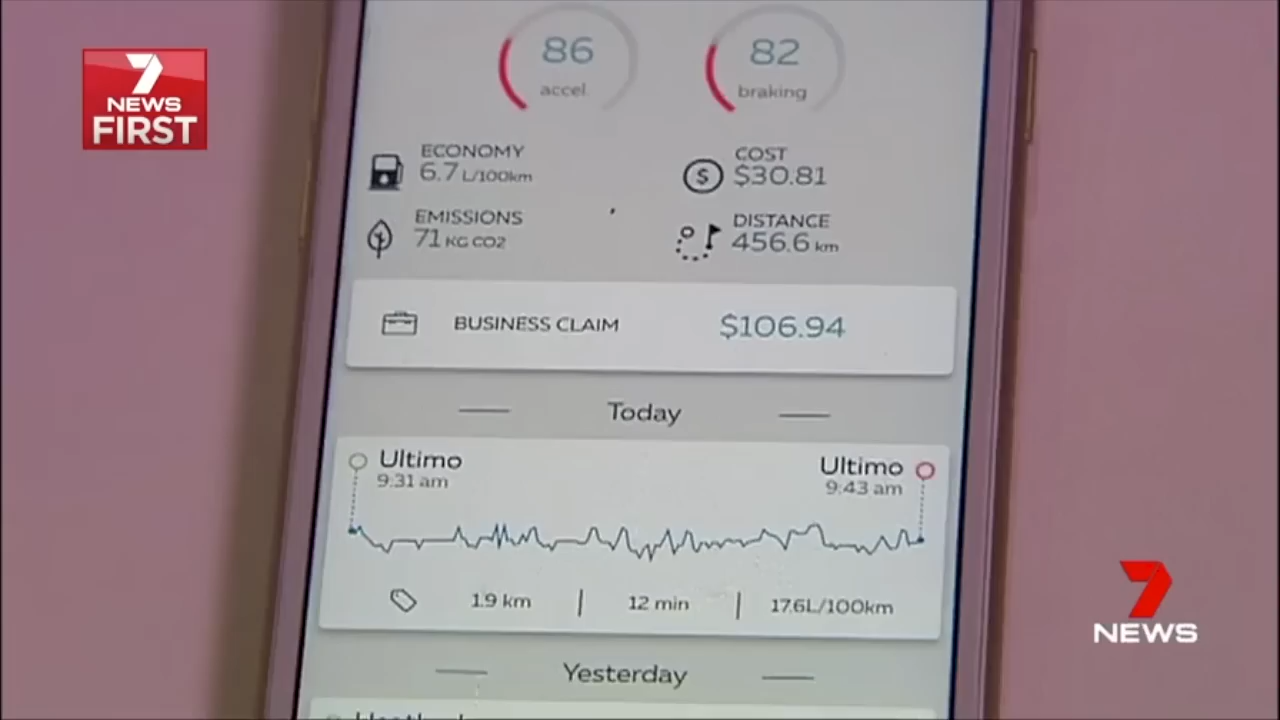 7
NEWS
FIRST
86
accel.
82
braking
ECONOMY
6.7 L/100km
COST
$30.81
EMISSIONS
71 KG CO2
DISTANCE
456.6 km
$
BUSINESS CLAIM $106.94
Today
Ultimo
9:31 am
Ultimo
9:43 am
1.9 km | 12 min | 17.6L/100km
Yesterday
7
NEWS